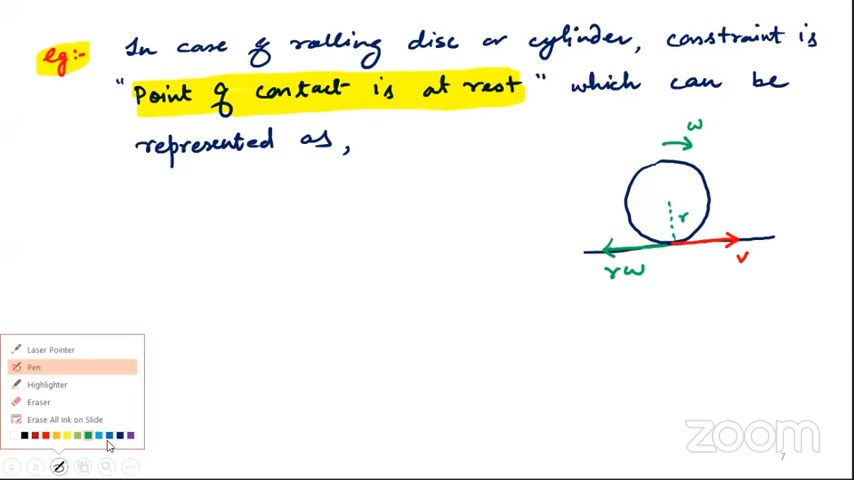 eg:- In case of rolling disc or cylinder, constraint is
"Point of contact is at rest" which can be
represented as,
ω
r
rω
v
Laser Pointer
Pen
Highlighter
Eraser
Erase All Ink on Slide
zoom
7